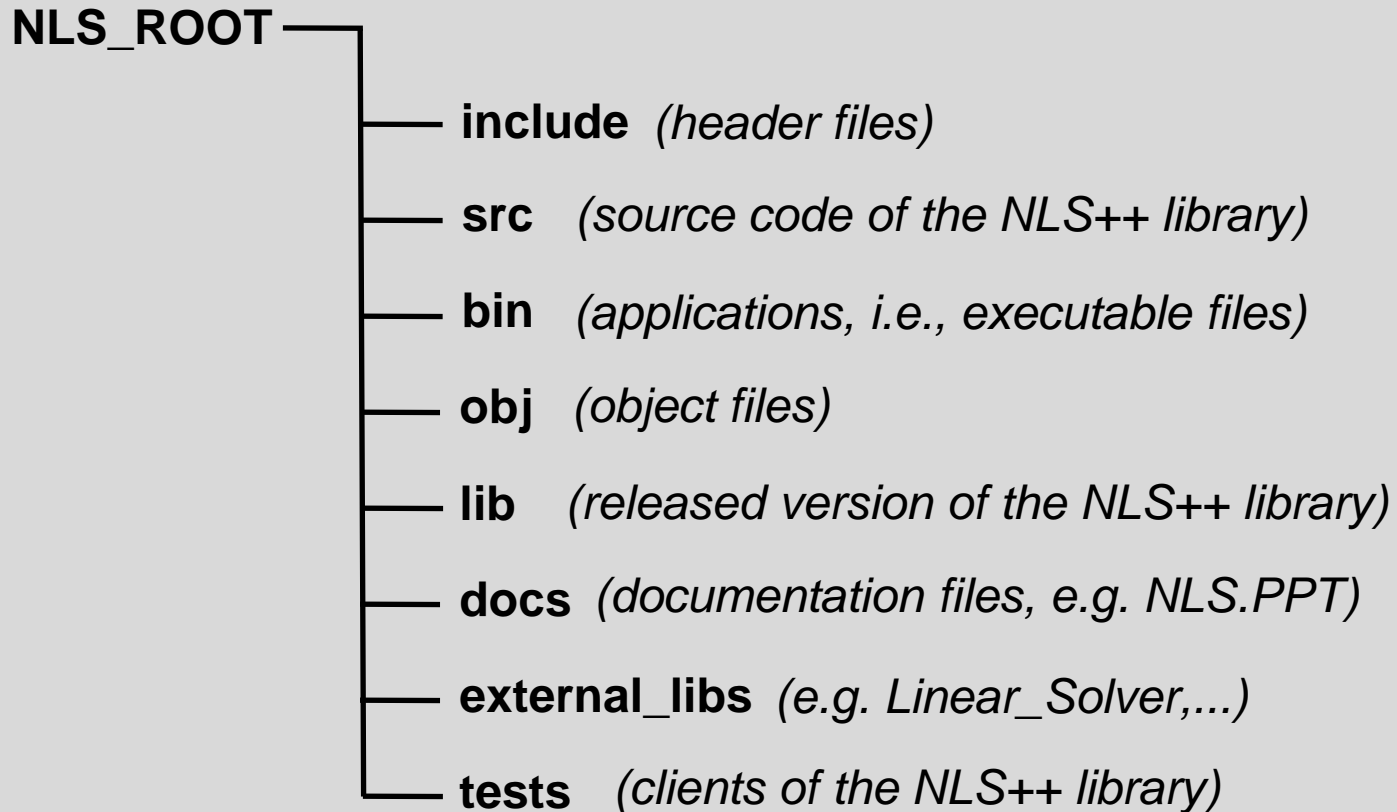 NLS_ROOT
include (header files)
src (source code of the NLS++ library)
bin (applications, i.e., executable files)
obj (object files)
lib (released version of the NLS++ library)
docs (documentation files, e.g. NLS.PPT)
external_libs (e.g. Linear_Solver,...)
tests (clients of the NLS++ library)